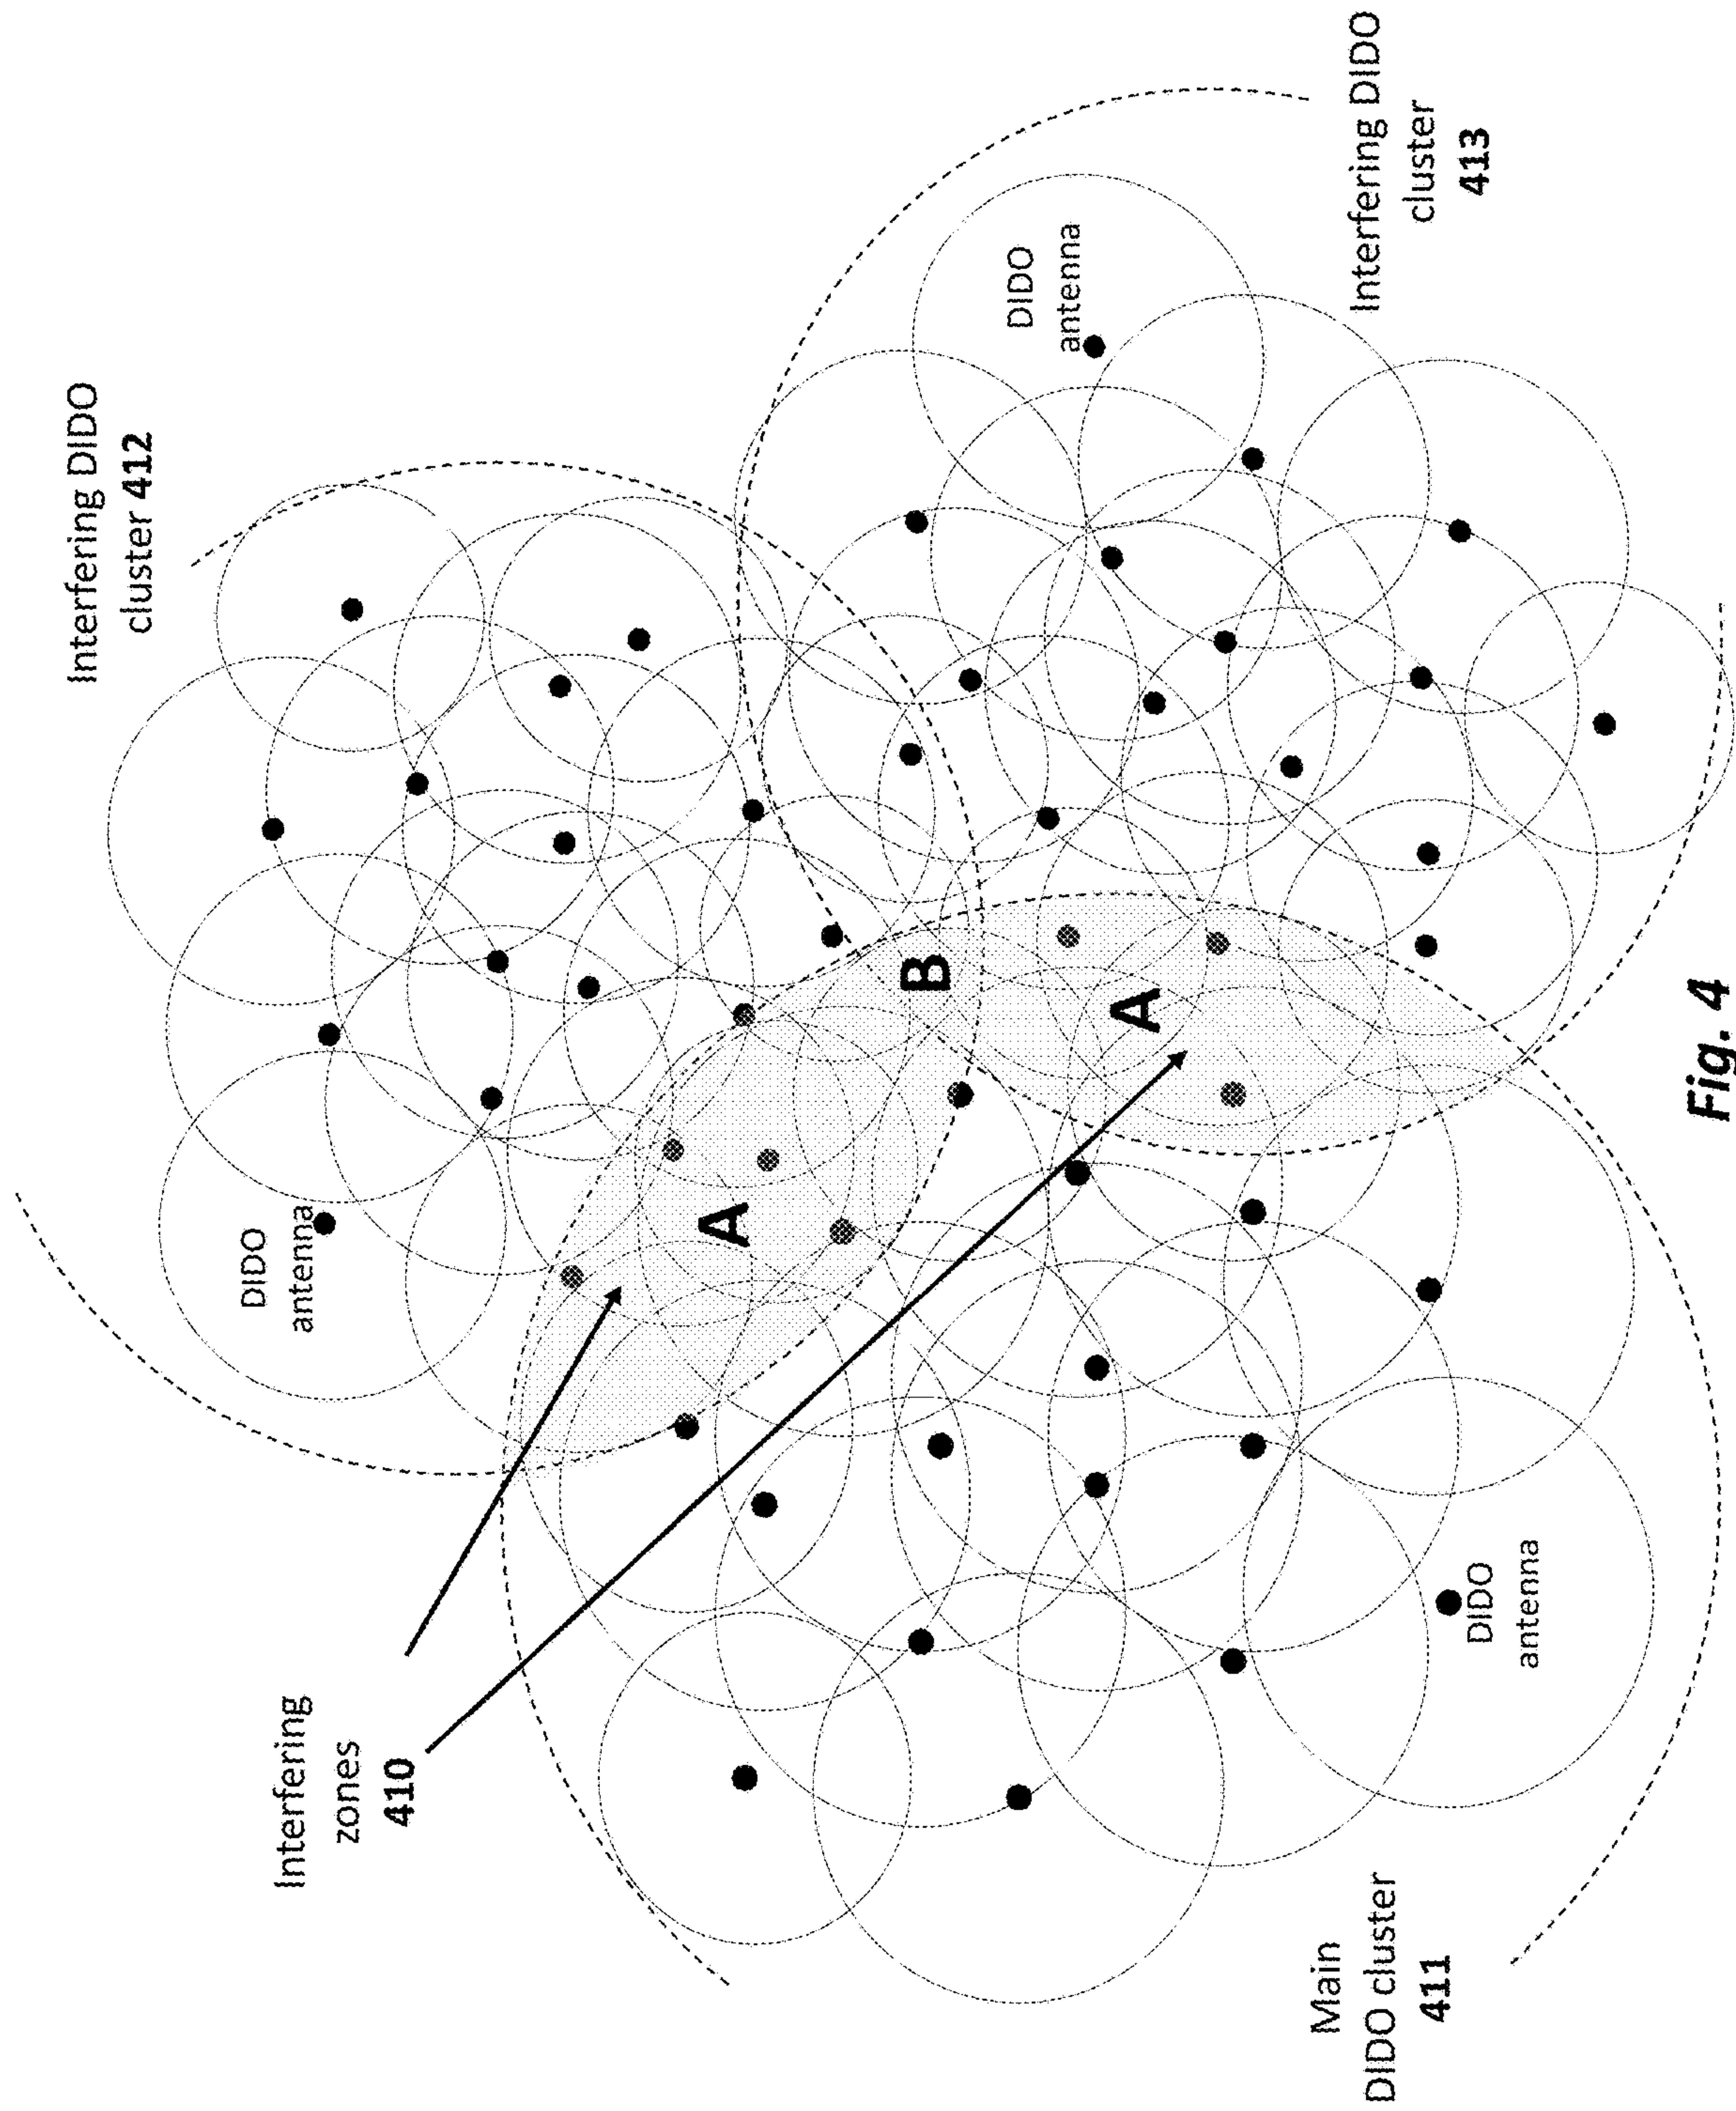 Interfering DIDO
cluster 412
DIDO
antenna
Interfering
zones
410
A
B
A
DIDO
antenna
Interfering DIDO
cluster
413
Main
DIDO cluster
411
DIDO
antenna
Fig. 4